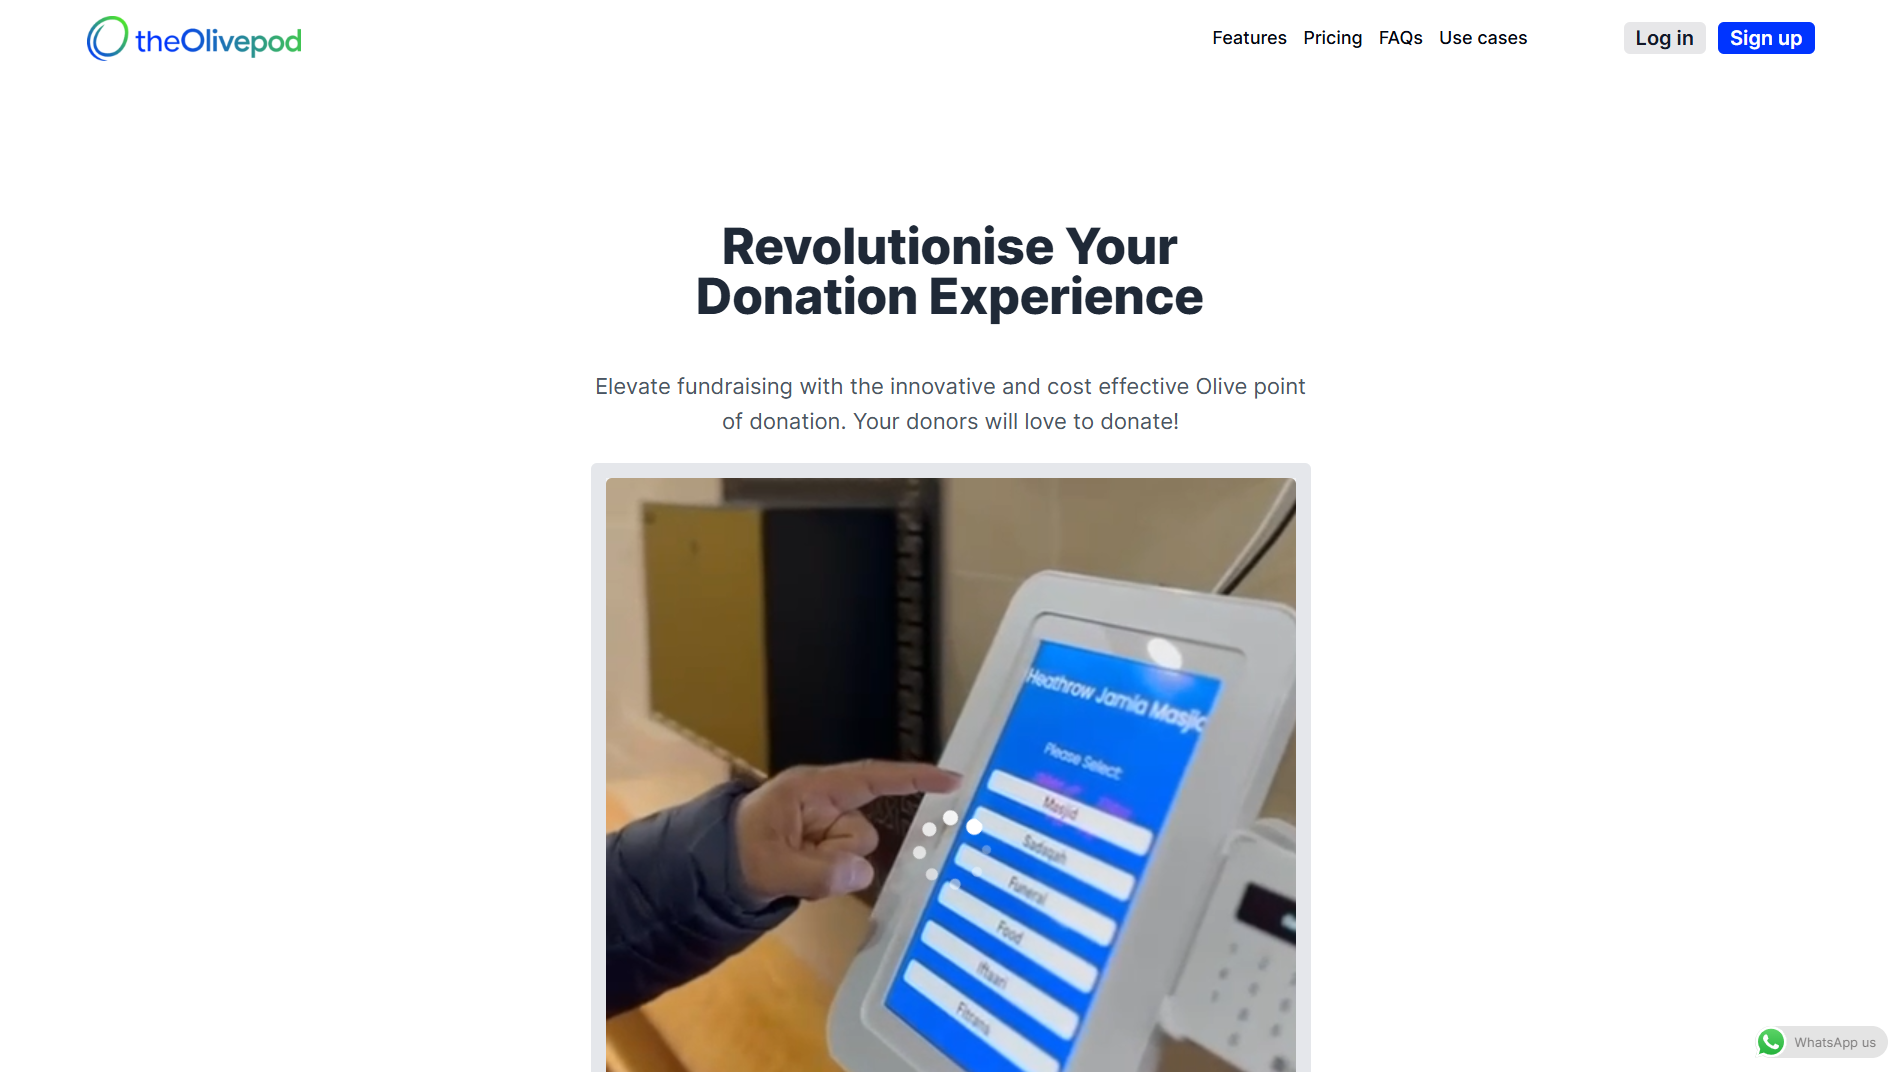 theOlivepod
Features
Pricing
FAQs
Use cases
Log in
Sign up
Revolutionise Your
Donation Experience
Elevate fundraising with the innovative and cost effective Olive point
of donation. Your donors will love to donate!
Heathrow Jamia Masjid
Please Select:
Masjid
Sadaqah
Funeral
Food
Iftaari
Fitrana
WhatsApp us